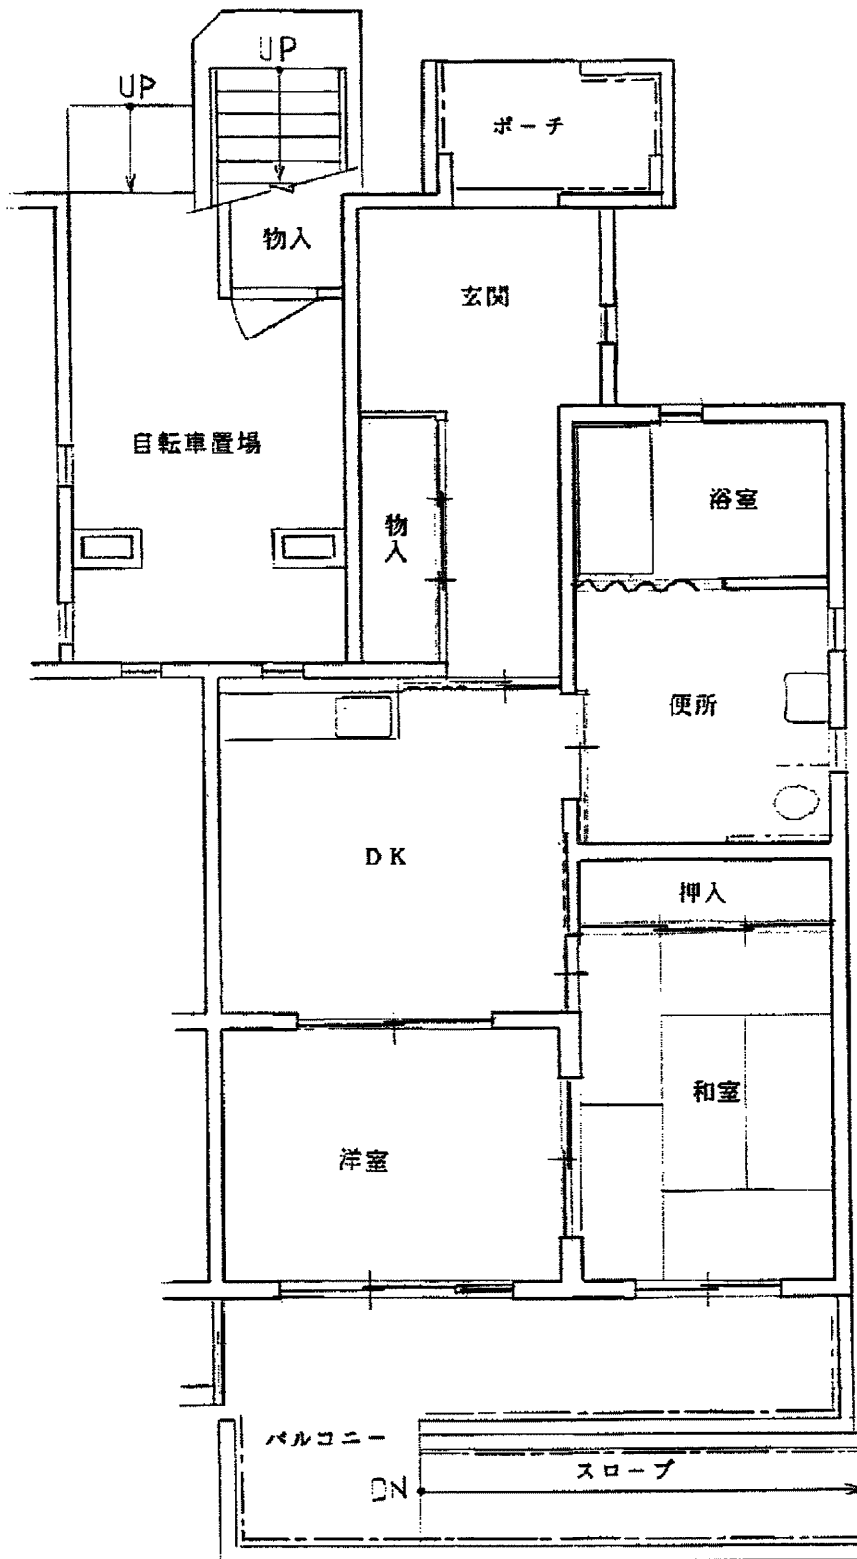 UP
UP
ポーチ
物入
玄関
自転車置場
浴室
物入
便所
DK
押入
和室
洋室
バルコニー
スロープ
DN